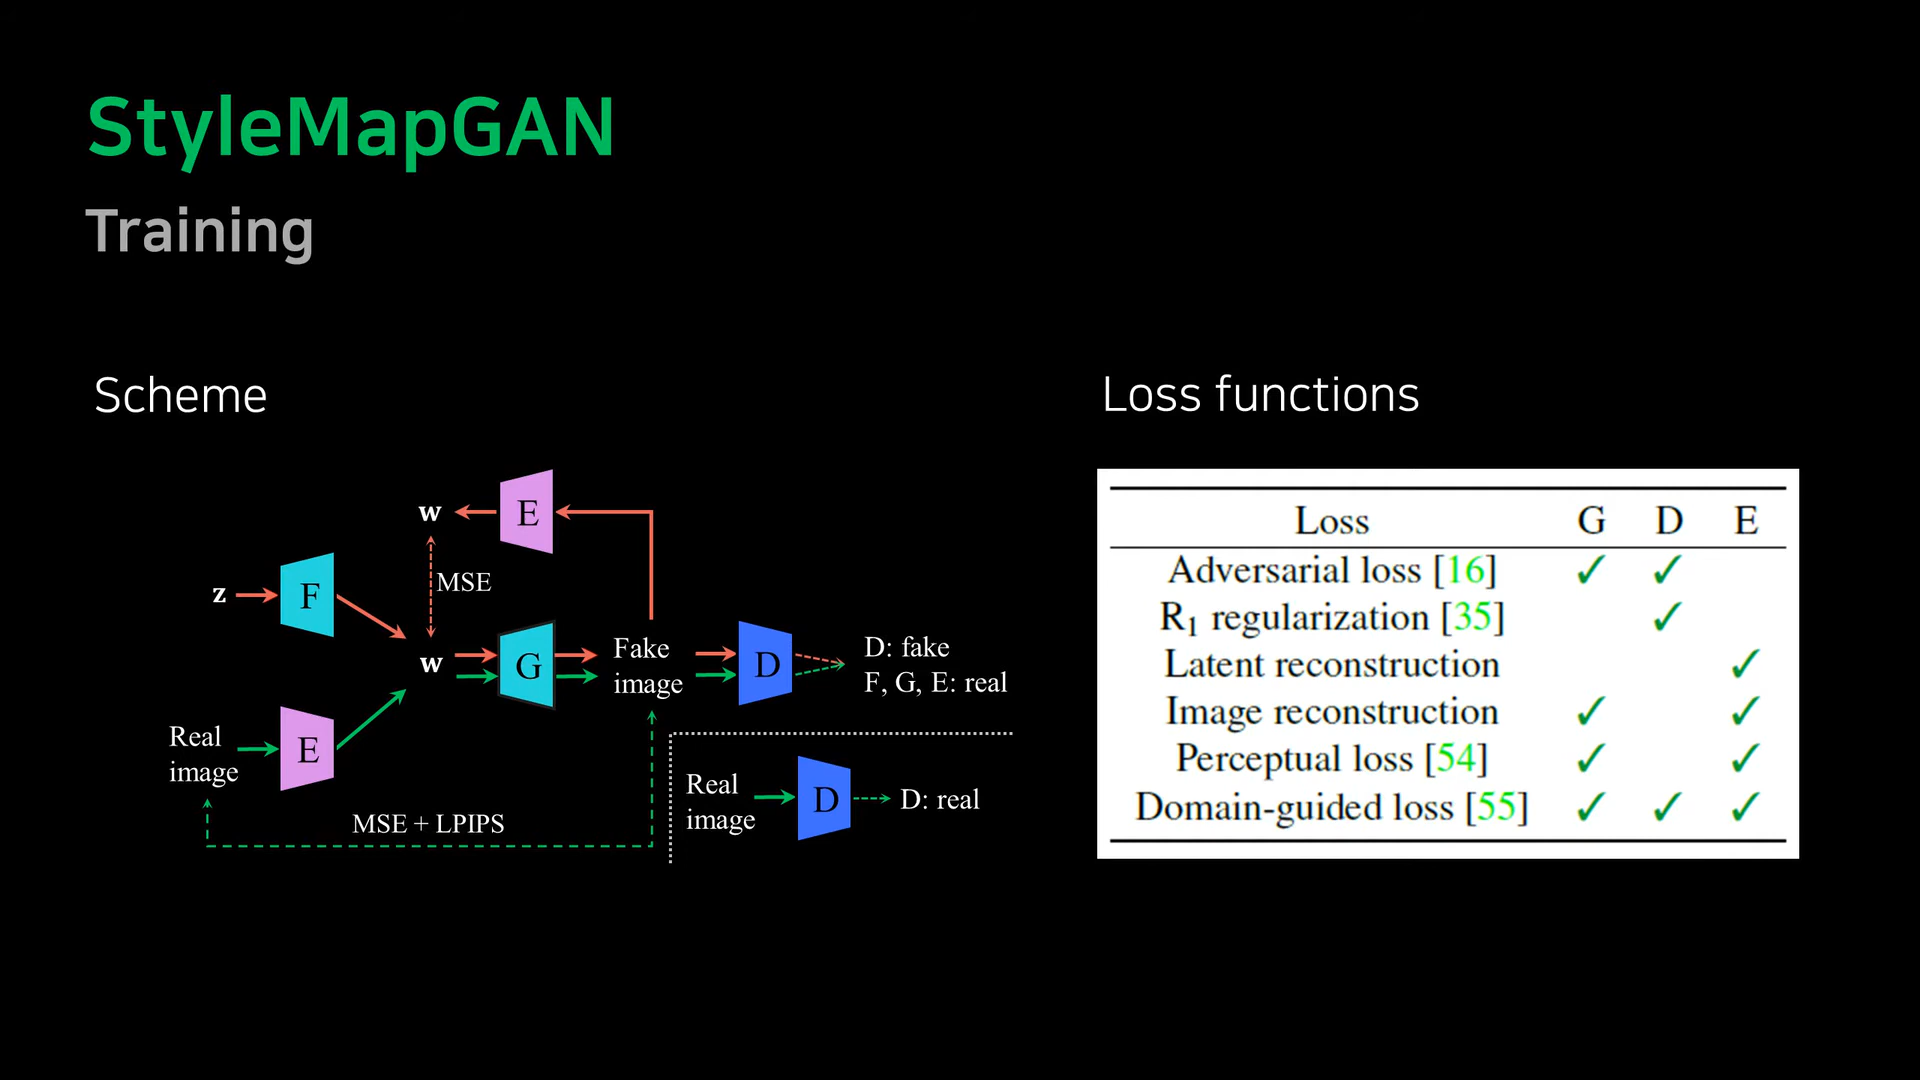 StyleMapGAN
Training
Scheme
w
E
MSE
z
F
w
G
Fake
image
D
D: fake
F, G, E: real
Real
image
E
MSE + LPIPS
Real
image
D
D: real
Loss functions
Loss G D E
Adversarial loss [16] ✓ ✓
R₁ regularization [35] ✓
Latent reconstruction ✓
Image reconstruction ✓ ✓
Perceptual loss [54] ✓ ✓
Domain-guided loss [55] ✓ ✓ ✓